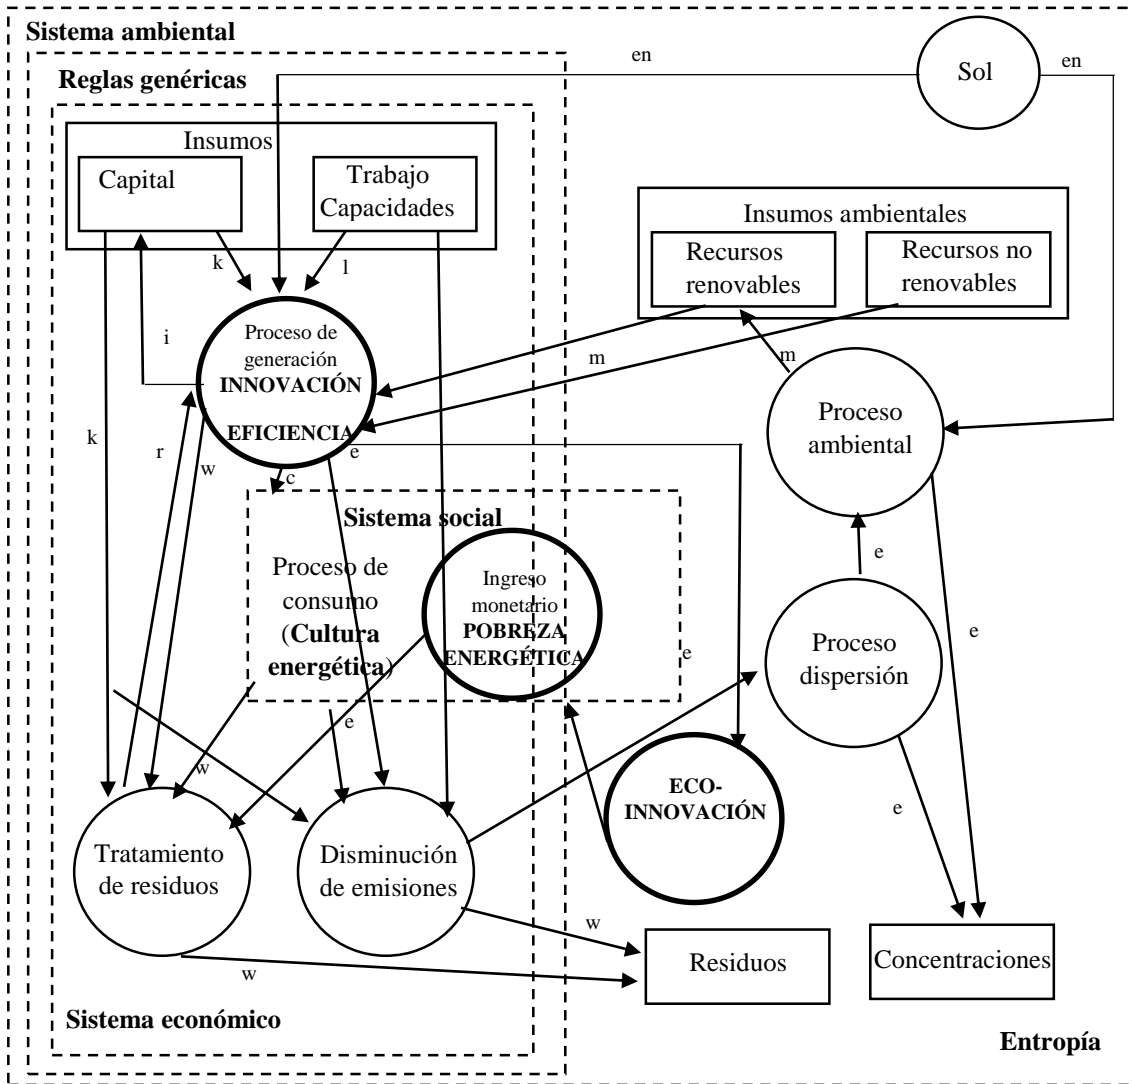 Sistema ambiental
Reglas genéricas
en
Sol
en
Insumos
Capital
Trabajo
Capacidades
Insumos ambientales
Recursos
renovables
Recursos no
renovables
k
l
i
Proceso de
generación
INNOVACIÓN
EFICIENCIA
m
m
Proceso
ambiental
k
r
w
e
c
Sistema social
Proceso de
consumo
(Cultura
energética)
Ingreso
monetario
POBREZA
ENERGÉTICA
e
e
e
Proceso
dispersión
e
w
ECO-
INNOVACIÓN
e
Tratamiento
de residuos
Disminución
de emisiones
w
w
Residuos
Concentraciones
Sistema económico
Entropía